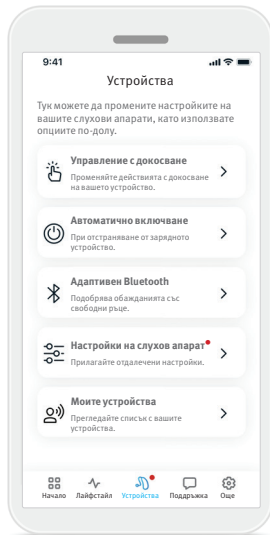 9:41
Устройства
Тук можете да промените настройките на
вашите слухови апарати, като използвате
опциите по-долу.
Управление с докосване
Променяйте действията с докосване
на вашето устройство.
Автоматично включване
При отстраняване от зарядното
устройство.
Адаптивен Bluetooth
Подобрява обажданията със
свободни ръце.
Настройки на слухов апарат
Прилагайте отдалечени настройки.
Моите устройства
Прегледайте списък с вашите
устройства.
Начало Лайфстайл Устройства Поддръжка Още